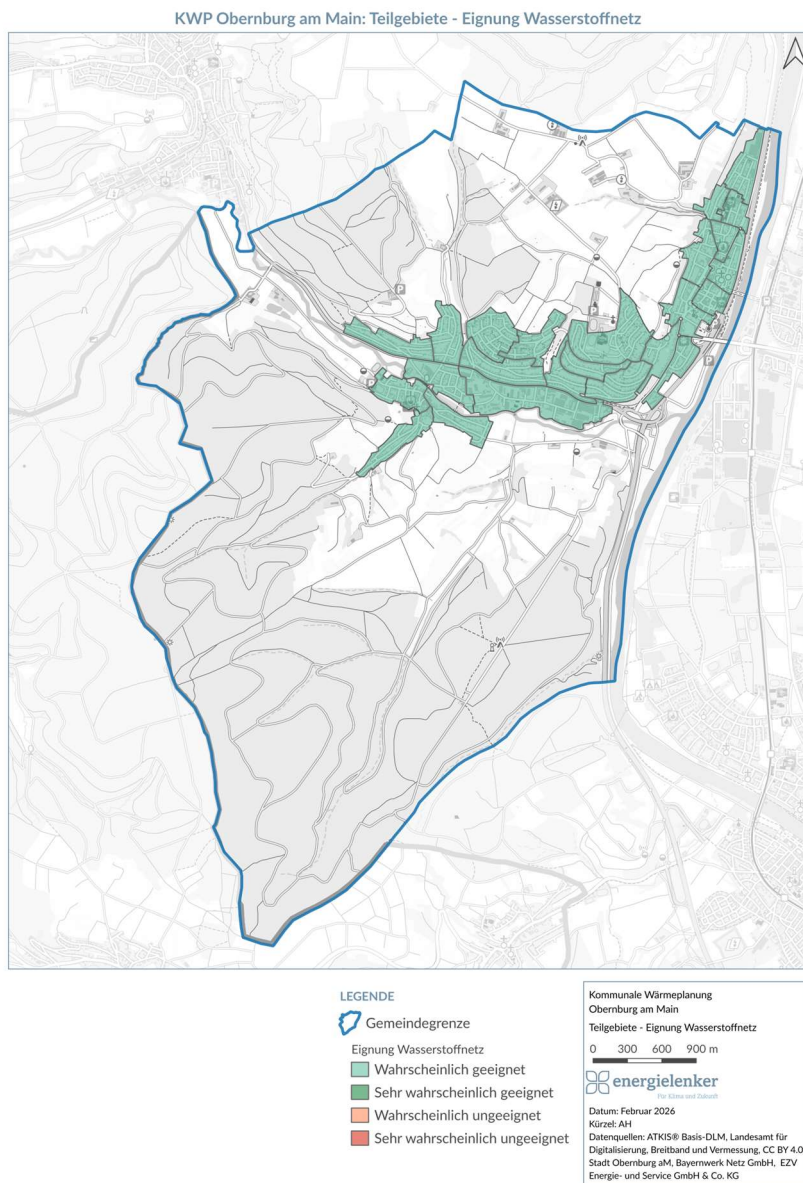 KWP Obernburg am Main: Teilgebiete - Eignung Wasserstoffnetz
LEGENDE
Gemeindegrenze
Eignung Wasserstoffnetz
Wahrscheinlich geeignet
Sehr wahrscheinlich geeignet
Wahrscheinlich ungeeignet
Sehr wahrscheinlich ungeeignet
Kommunale Wärmeplanung
Obernburg am Main
Teilgebiete - Eignung Wasserstoffnetz
0 300 600 900 m
energielenker
Für Klima und Zukunft
Datum: Februar 2026
Kürzel: AH
Datenquellen: ATKIS® Basis-DLM, Landesamt für
Digitalisierung, Breitband und Vermessung, CC BY 4.0
Stadt Obernburg aM, Bayernwerk Netz GmbH, EZV
Energie- und Service GmbH & Co. KG